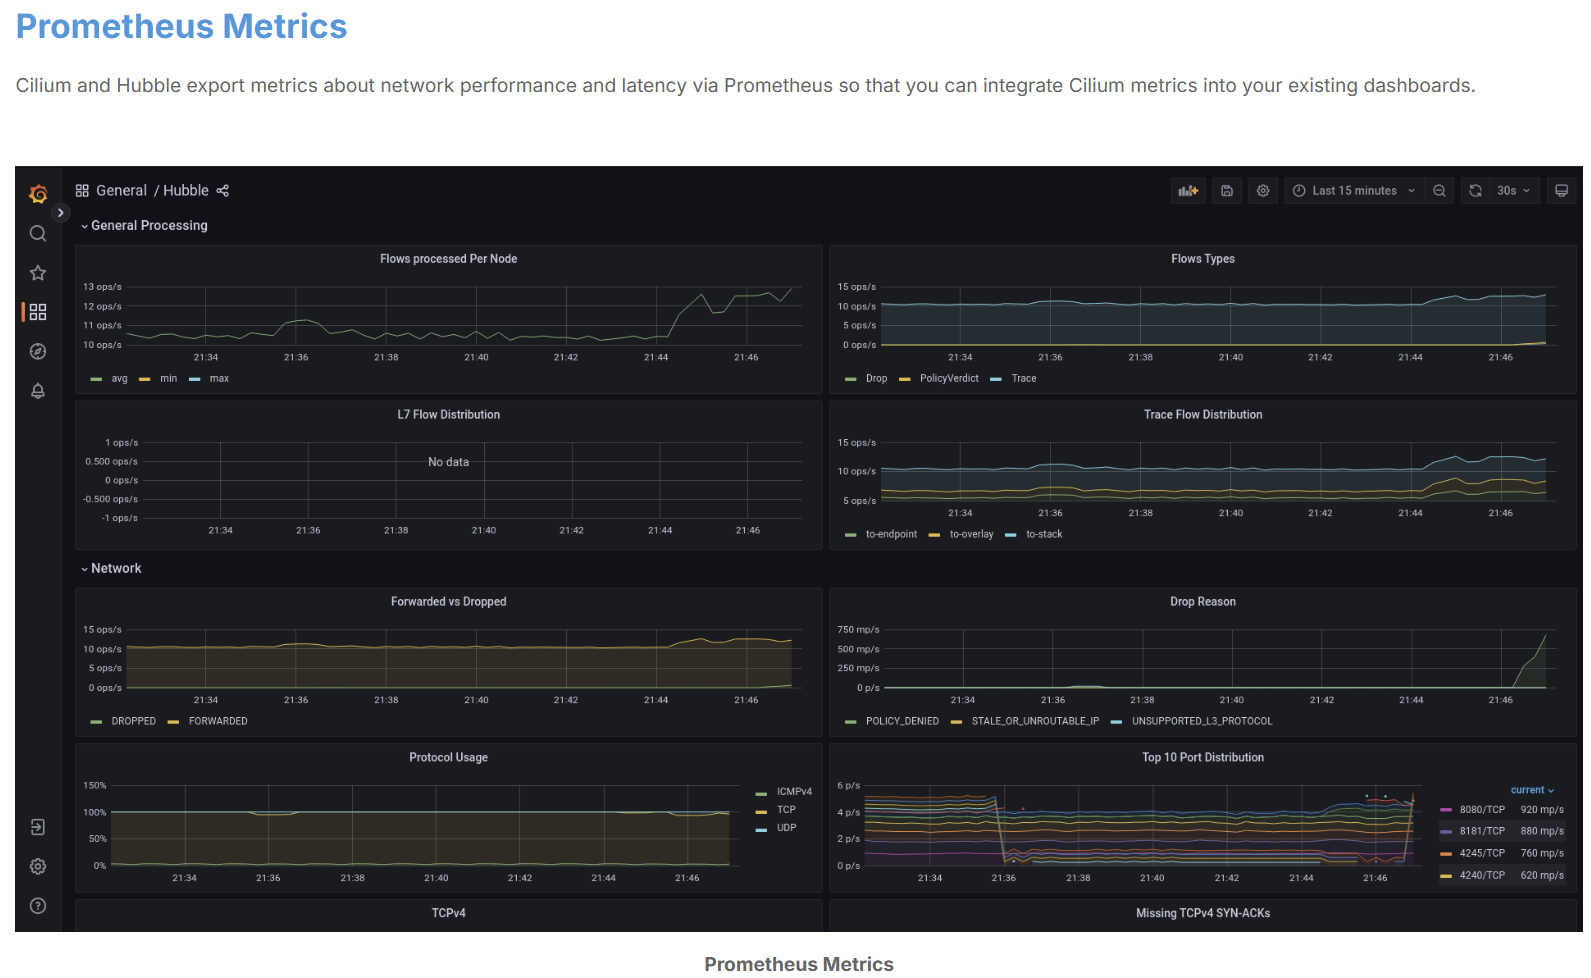 Prometheus Metrics
Cilium and Hubble export metrics about network performance and latency via Prometheus so that you can integrate Cilium metrics into your existing dashboards.
General / Hubble
Last 15 minutes
30s
General Processing
Flows processed Per Node
13 ops/s
12 ops/s
11 ops/s
10 ops/s
21:34 21:36 21:38 21:40 21:42 21:44 21:46
avg min max
Flows Types
15 ops/s
10 ops/s
5 ops/s
0 ops/s
21:34 21:36 21:38 21:40 21:42 21:44 21:46
Drop PolicyVerdict Trace
L7 Flow Distribution
1 ops/s
0.500 ops/s
0 ops/s
-0.500 ops/s
-1 ops/s
No data
21:34 21:36 21:38 21:40 21:42 21:44 21:46
Trace Flow Distribution
15 ops/s
10 ops/s
5 ops/s
21:34 21:36 21:38 21:40 21:42 21:44 21:46
to-endpoint to-overlay to-stack
Network
Forwarded vs Dropped
15 ops/s
10 ops/s
5 ops/s
0 ops/s
21:34 21:36 21:38 21:40 21:42 21:44 21:46
DROPPED FORWARDED
Drop Reason
750 mp/s
500 mp/s
250 mp/s
0 p/s
21:34 21:36 21:38 21:40 21:42 21:44 21:46
POLICY_DENIED STALE_OR_UNROUTABLE_IP UNSUPPORTED_L3_PROTOCOL
Protocol Usage
150%
100%
50%
0%
21:34 21:36 21:38 21:40 21:42 21:44 21:46
ICMPv4
TCP
UDP
Top 10 Port Distribution
6 p/s
4 p/s
2 p/s
0 p/s
21:34 21:36 21:38 21:40 21:42 21:44 21:46
current
8080/TCP 920 mp/s
8181/TCP 880 mp/s
4245/TCP 760 mp/s
4240/TCP 620 mp/s
TCPv4
Missing TCPv4 SYN-ACKs
Prometheus Metrics